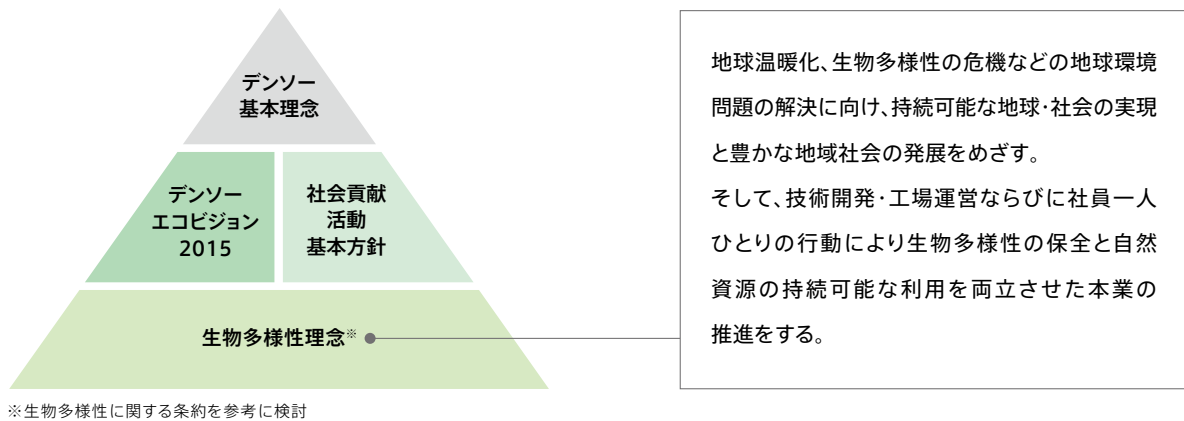 デンソー
基本理念
デンソー
エコビジョン
2015
社会貢献
活動
基本方針
生物多様性理念※
地球温暖化、生物多様性の危機などの地球環境
問題の解決に向け、持続可能な地球・社会の実現
と豊かな地域社会の発展をめざす。
そして、技術開発・工場運営ならびに社員一人
ひとりの行動により生物多様性の保全と自然
資源の持続可能な利用を両立させた本業の
推進をする。
※生物多様性に関する条約を参考に検討